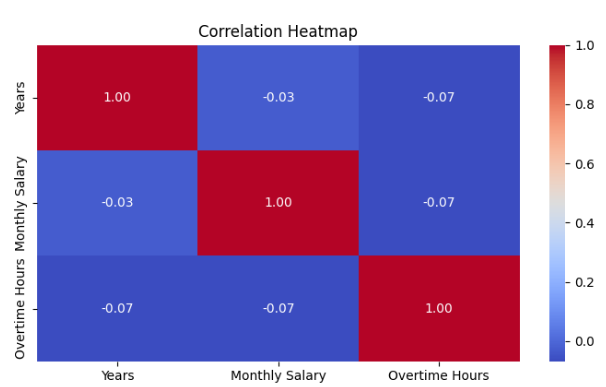 Correlation Heatmap
Years
1.00
-0.03
-0.07
Monthly Salary
-0.03
1.00
-0.07
Overtime Hours
-0.07
-0.07
1.00
Years
Monthly Salary
Overtime Hours
1.0
0.8
0.6
0.4
0.2
0.0